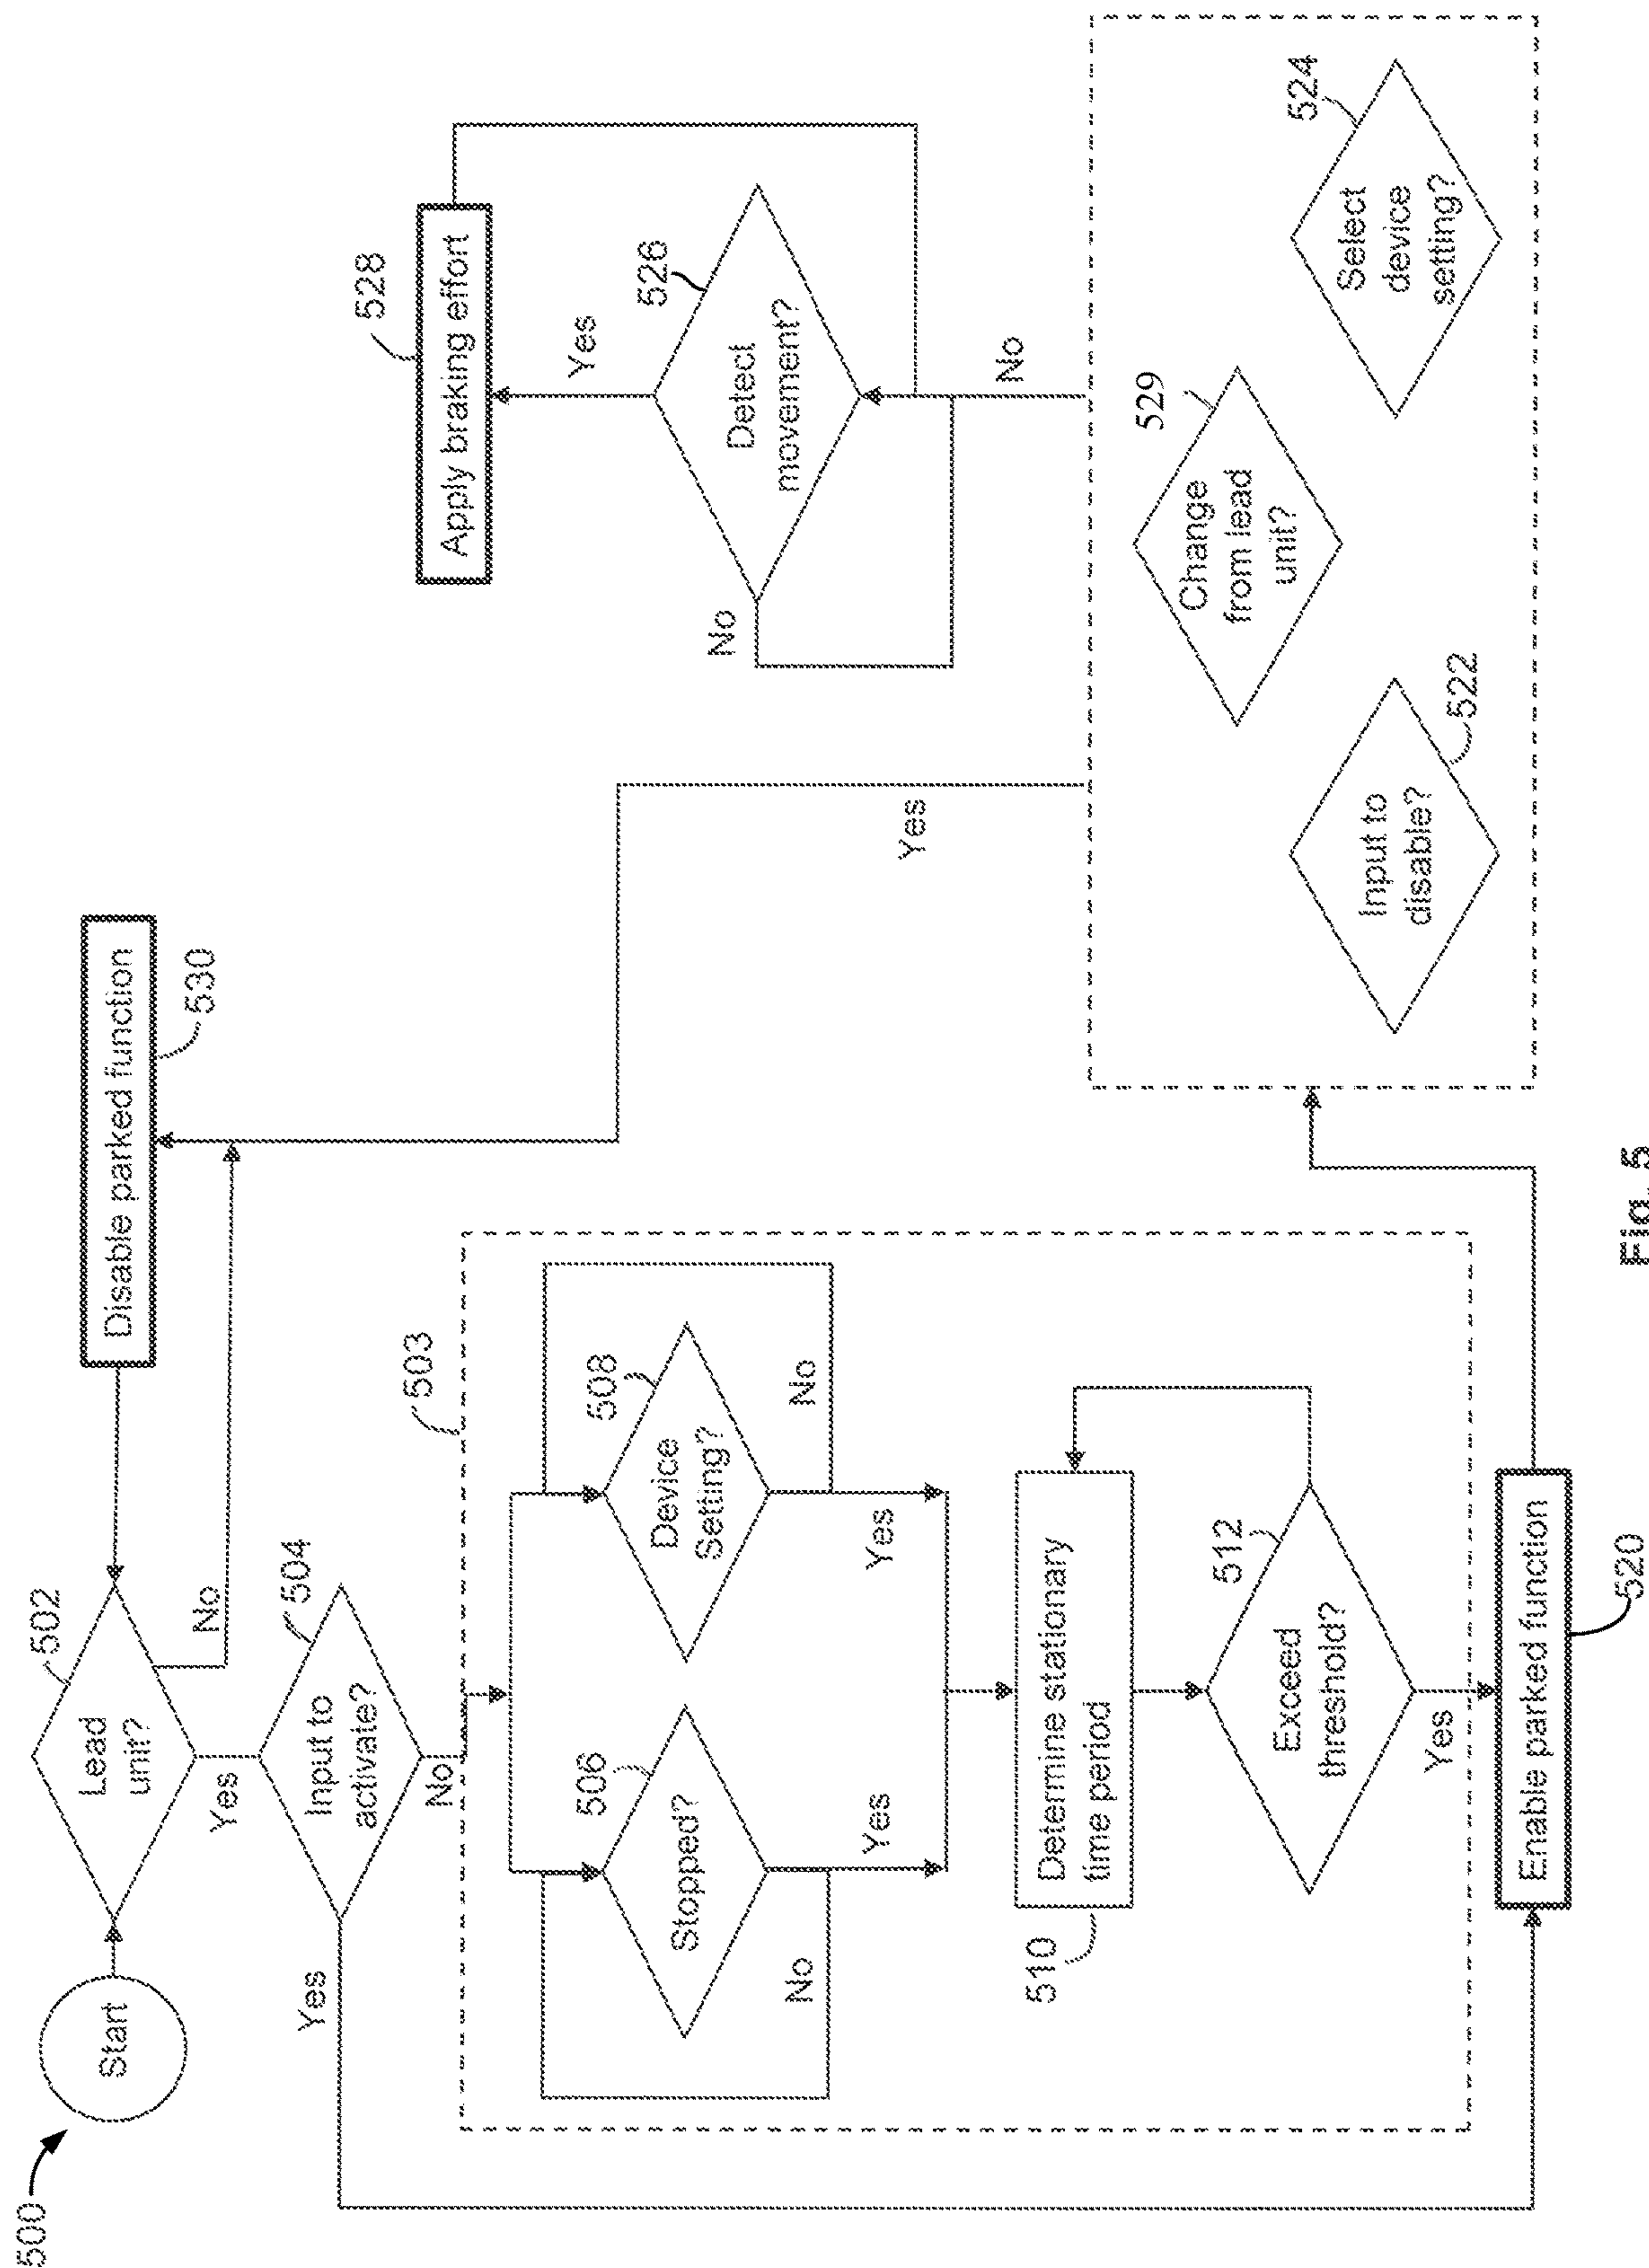 500
Start
Lead
unit?
502
No
Yes
Disable parked function
530
Input to
activate?
504
Yes
No
503
Stopped?
506
No
Yes
Device
Setting?
508
No
Yes
Determine stationary
time period
510
Exceed
threshold?
512
Yes
Enable parked function
520
Input to
disable?
522
Change
from lead
unit?
529
Select
device
setting?
524
Yes
No
Detect
movement?
526
No
Yes
Apply braking effort
528
Fig. 5